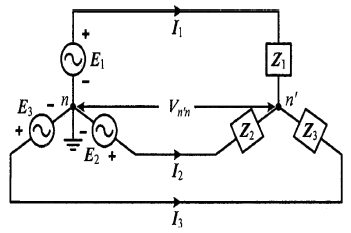 +
I₁
E₁
Z₁
−
E₃
−
n
Vₙ'ₙ
n'
+
−
E₂
+
Z₂
Z₃
I₂
I₃